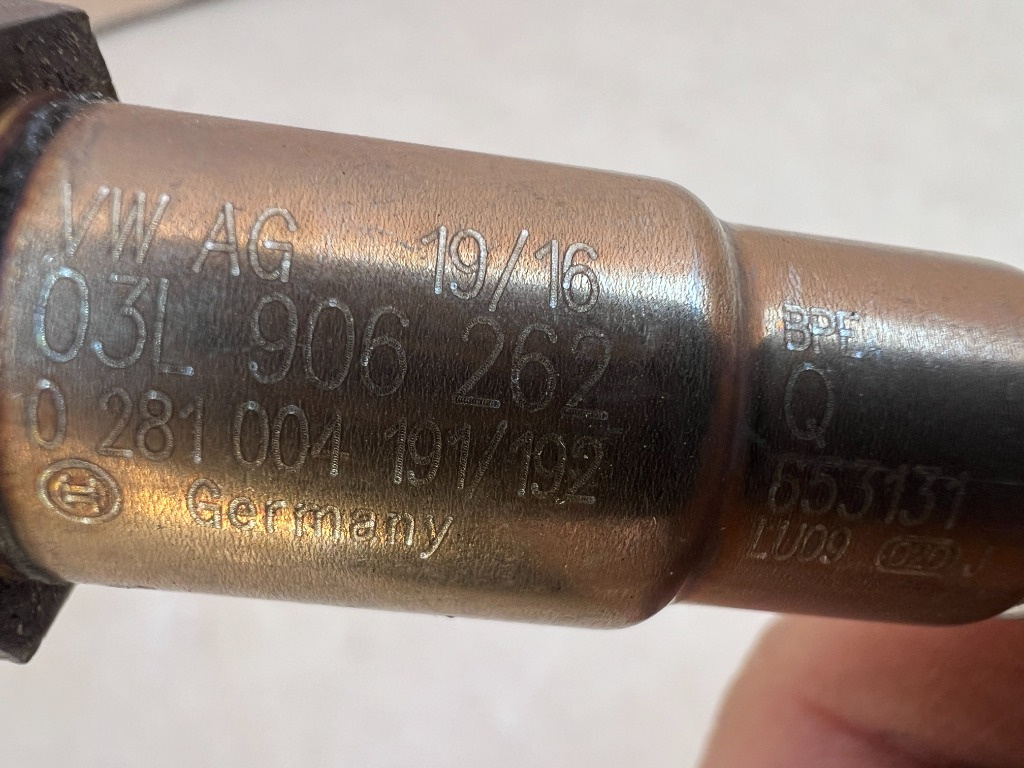 VW AG 19/16
03L 906 262
0 281 004 191/192
Germany
BPE
Q
653131
LU09 J